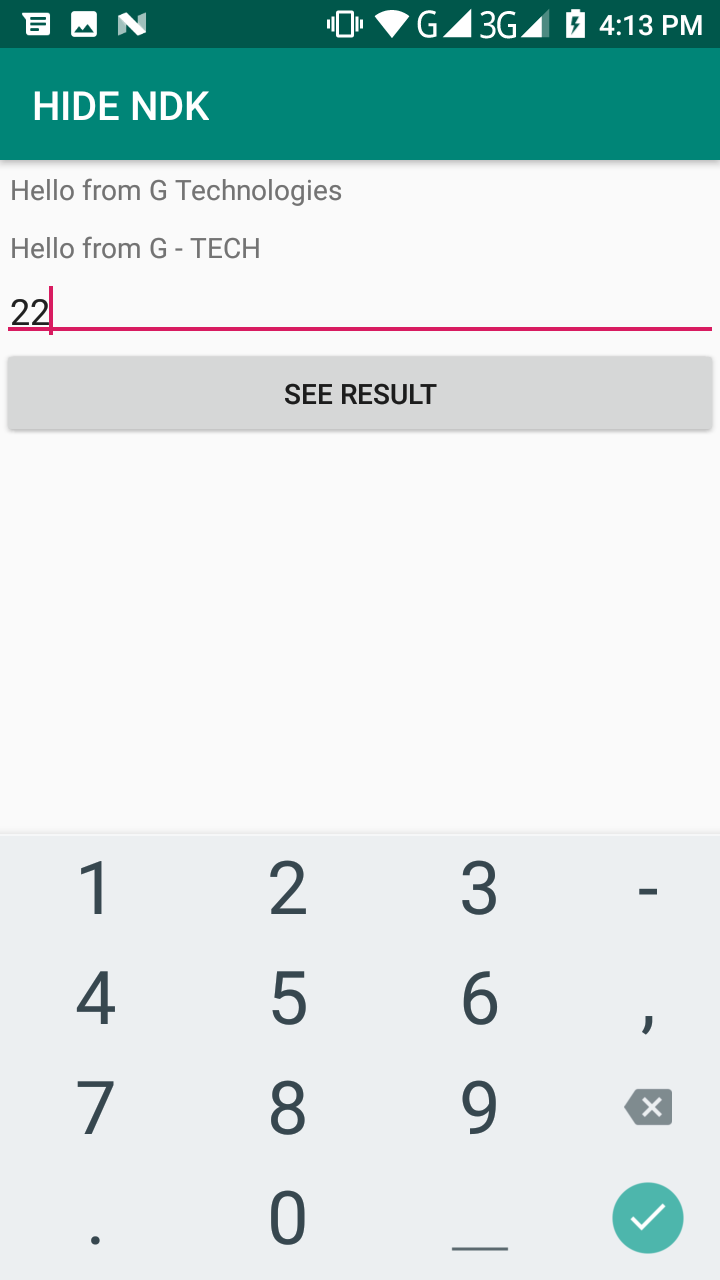 G 3G 4:13 PM
HIDE NDK
Hello from G Technologies
Hello from G - TECH
22
SEE RESULT
1 2 3 -
4 5 6 ,
7 8 9
. 0 _